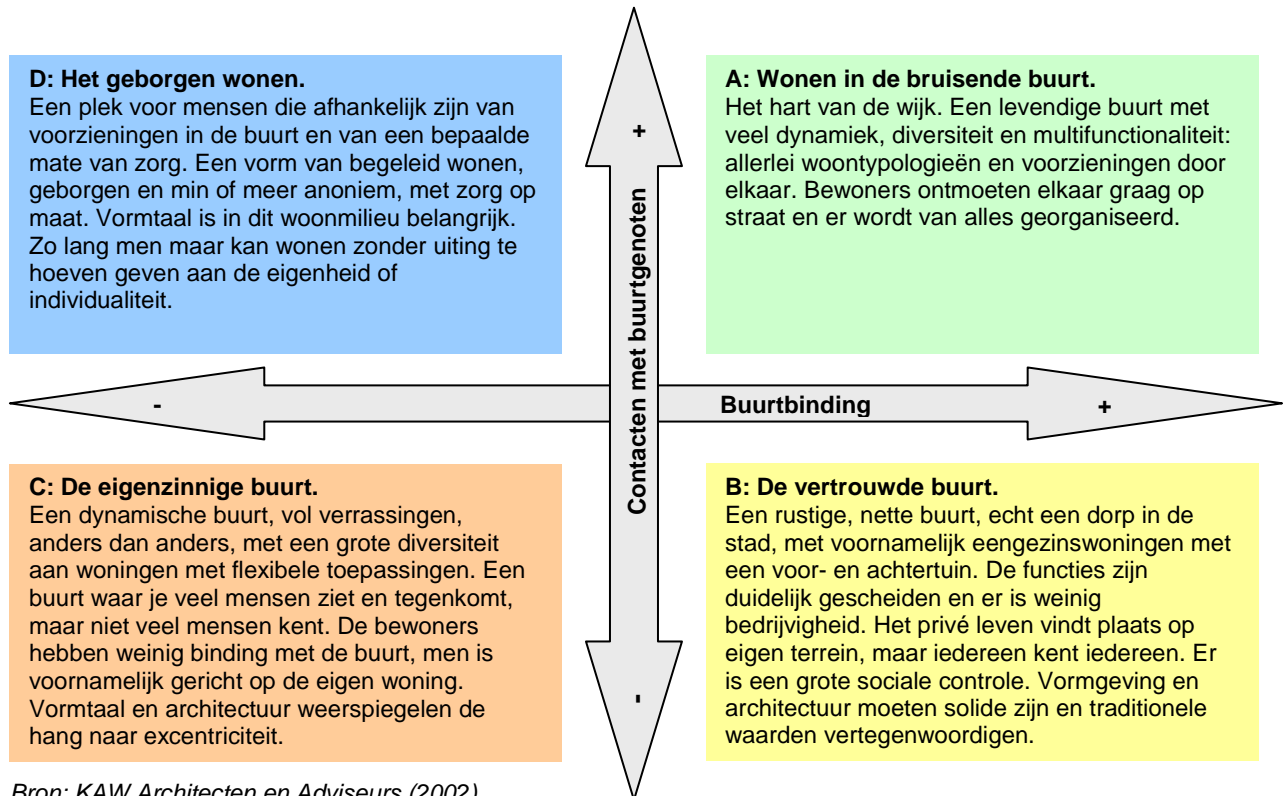 D: Het geborgen wonen.
Een plek voor mensen die afhankelijk zijn van
voorzieningen in de buurt en van een bepaalde
mate van zorg. Een vorm van begeleid wonen,
geborgen en min of meer anoniem, met zorg op
maat. Vormtaal is in dit woonmilieu belangrijk.
Zo lang men maar kan wonen zonder uiting te
hoeven geven aan de eigenheid of
individualiteit.
A: Wonen in de bruisende buurt.
Het hart van de wijk. Een levendige buurt met
veel dynamiek, diversiteit en multifunctionaliteit:
allerlei woontypologieën en voorzieningen door
elkaar. Bewoners ontmoeten elkaar graag op
straat en er wordt van alles georganiseerd.
+
Contacten met buurtgenoten
-
-
Buurtbinding
+
C: De eigenzinnige buurt.
Een dynamische buurt, vol verrassingen,
anders dan anders, met een grote diversiteit
aan woningen met flexibele toepassingen. Een
buurt waar je veel mensen ziet en tegenkomt,
maar niet veel mensen kent. De bewoners
hebben weinig binding met de buurt, men is
voornamelijk gericht op de eigen woning.
Vormtaal en architectuur weerspiegelen de
hang naar excentriciteit.
B: De vertrouwde buurt.
Een rustige, nette buurt, echt een dorp in de
stad, met voornamelijk eengezinswoningen met
een voor- en achtertuin. De functies zijn
duidelijk gescheiden en er is weinig
bedrijvigheid. Het privé leven vindt plaats op
eigen terrein, maar iedereen kent iedereen. Er
is een grote sociale controle. Vormgeving en
architectuur moeten solide zijn en traditionele
waarden vertegenwoordigen.
Bron: KAW Architecten en Adviseurs (2002)